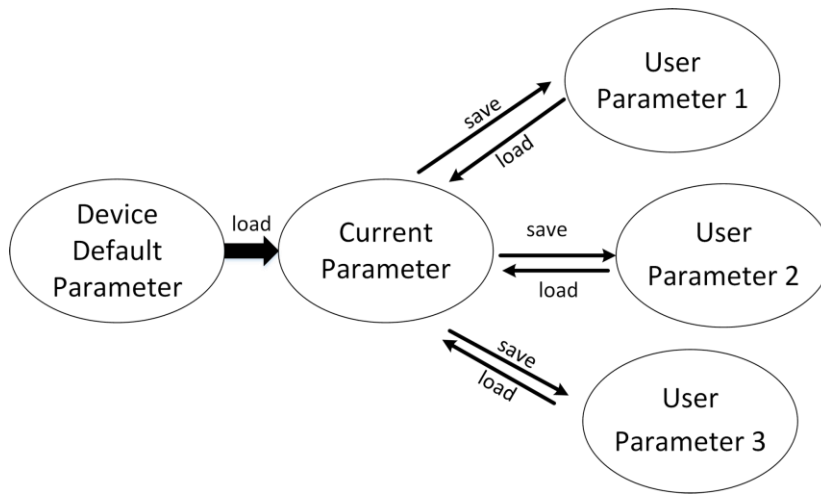 Device
Default
Parameter
load
Current
Parameter
save
load
User
Parameter 1
save
load
User
Parameter 2
save
load
User
Parameter 3